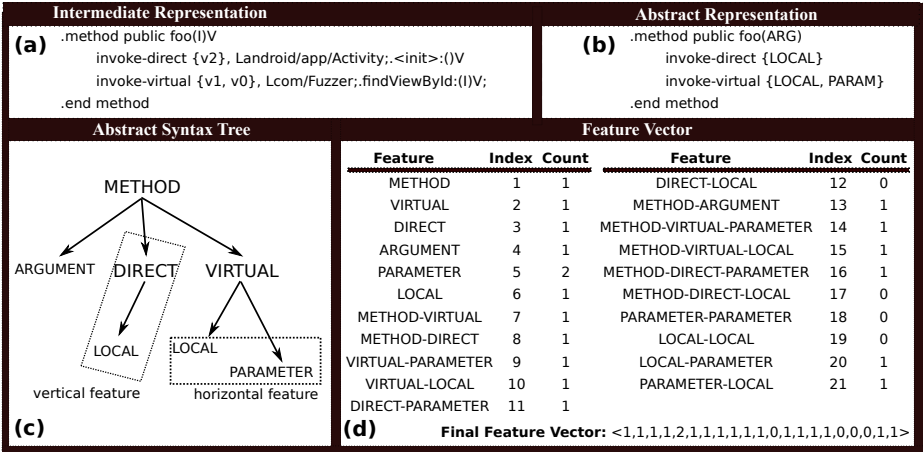 Intermediate Representation
(a)
.method public foo(I)V
invoke-direct {v2}, Landroid/app/Activity;.<init>:()V
invoke-virtual {v1, v0}, Lcom/Fuzzer;.findViewById:(I)V;
.end method
Abstract Representation
(b)
.method public foo(ARG)
invoke-direct {LOCAL}
invoke-virtual {LOCAL, PARAM}
.end method
Abstract Syntax Tree
METHOD
ARGUMENT DIRECT VIRTUAL
LOCAL LOCAL
PARAMETER
vertical feature horizontal feature
(c)
Feature Vector
Feature Index Count Feature Index Count
METHOD 1 1 DIRECT-LOCAL 12 0
VIRTUAL 2 1 METHOD-ARGUMENT 13 1
DIRECT 3 1 METHOD-VIRTUAL-PARAMETER 14 1
ARGUMENT 4 1 METHOD-VIRTUAL-LOCAL 15 1
PARAMETER 5 2 METHOD-DIRECT-PARAMETER 16 1
LOCAL 6 1 METHOD-DIRECT-LOCAL 17 0
METHOD-VIRTUAL 7 1 PARAMETER-PARAMETER 18 0
METHOD-DIRECT 8 1 LOCAL-LOCAL 19 0
VIRTUAL-PARAMETER 9 1 LOCAL-PARAMETER 20 1
VIRTUAL-LOCAL 10 1 PARAMETER-LOCAL 21 1
DIRECT-PARAMETER 11 1
(d) Final Feature Vector: <1,1,1,1,2,1,1,1,1,1,1,0,1,1,1,1,0,0,0,1,1>